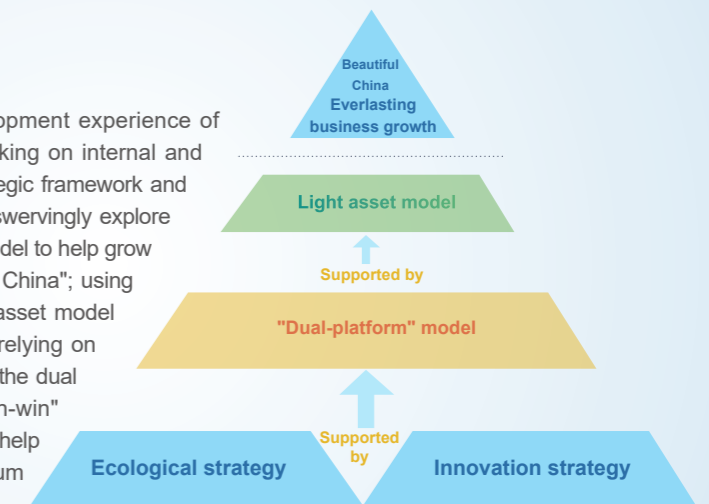 Beautiful
China
Everlasting
business growth
opment experience of
king on internal and
egic framework and
swervingly explore
del to help grow
China"; using
asset model
relying on
the dual
n-win"
help
um
Light asset model
Supported by
"Dual-platform" model
Supported
by
Ecological strategy
Innovation strategy